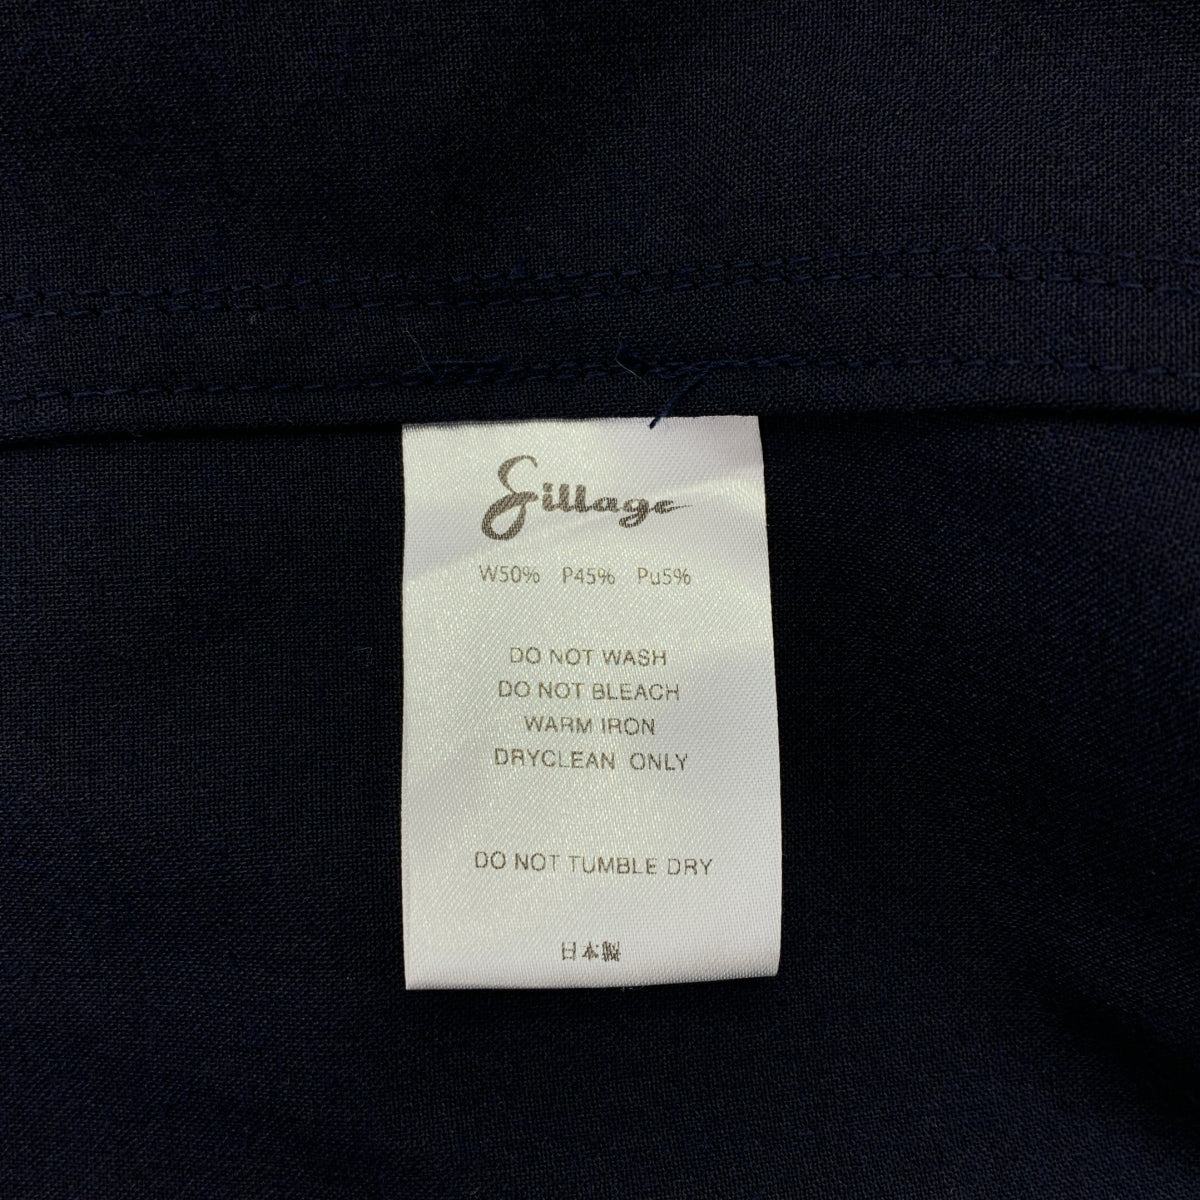 Sillage
W50% P45% Pu5%
DO NOT WASH
DO NOT BLEACH
WARM IRON
DRYCLEAN ONLY
DO NOT TUMBLE DRY
日本製